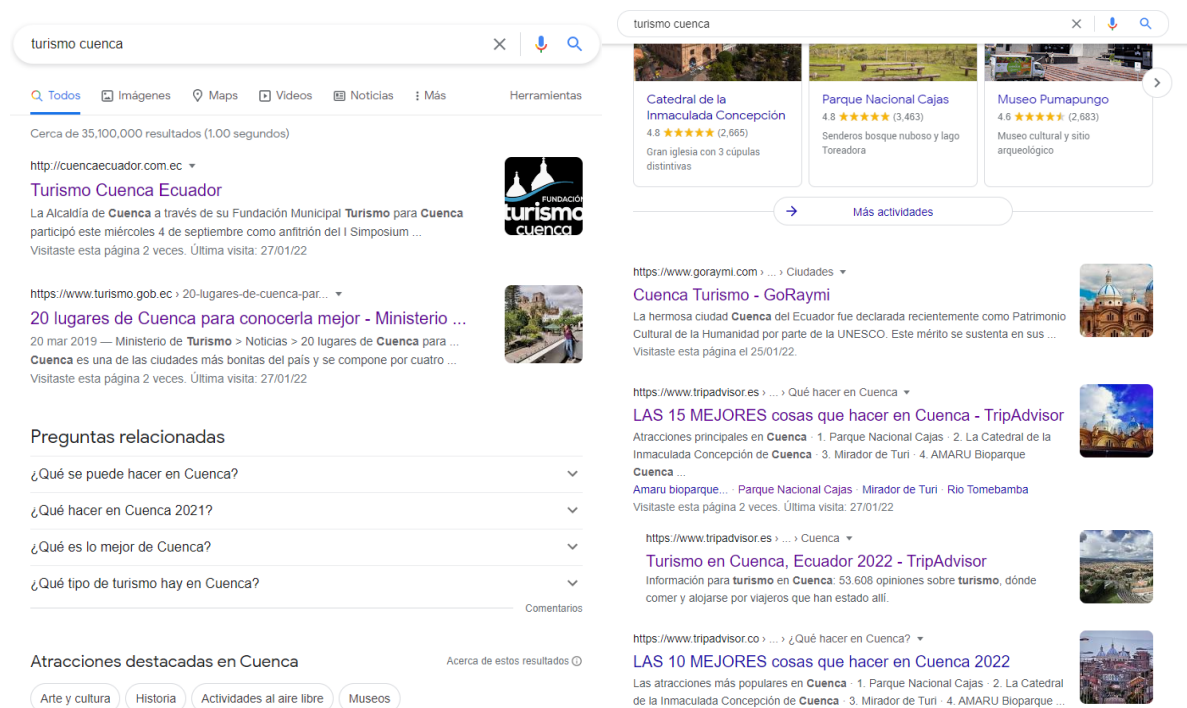 turismo cuenca
Todos
Imágenes
Maps
Videos
Noticias
Más
Herramientas
Cerca de 35,100,000 resultados (1.00 segundos)
http://cuencaecuador.com.ec
Turismo Cuenca Ecuador
La Alcaldía de Cuenca a través de su Fundación Municipal Turismo para Cuenca
participó este miércoles 4 de septiembre como anfitrión del I Simposium ...
Visitaste esta página 2 veces. Última visita: 27/01/22
FUNDACIÓN
turismo
cuenca
https://www.turismo.gob.ec › 20-lugares-de-cuenca-par...
20 lugares de Cuenca para conocerla mejor - Ministerio ...
20 mar 2019 — Ministerio de Turismo > Noticias > 20 lugares de Cuenca para ...
Cuenca es una de las ciudades más bonitas del país y se compone por cuatro ...
Visitaste esta página 2 veces. Última visita: 27/01/22
Preguntas relacionadas
¿Qué se puede hacer en Cuenca?
¿Qué hacer en Cuenca 2021?
¿Qué es lo mejor de Cuenca?
¿Qué tipo de turismo hay en Cuenca?
Comentarios
Atracciones destacadas en Cuenca
Acerca de estos resultados
Arte y cultura
Historia
Actividades al aire libre
Museos
turismo cuenca
Catedral de la
Inmaculada Concepción
4.8 (2,665)
Gran iglesia con 3 cúpulas
distintivas
Parque Nacional Cajas
4.8 (3,463)
Senderos bosque nuboso y lago
Toreadora
Museo Pumapungo
4.6 (2,683)
Museo cultural y sitio
arqueológico
Más actividades
https://www.goraymi.com › ... › Ciudades
Cuenca Turismo - GoRaymi
La hermosa ciudad Cuenca del Ecuador fue declarada recientemente como Patrimonio
Cultural de la Humanidad por parte de la UNESCO. Este mérito se sustenta en sus ...
Visitaste esta página el 25/01/22.
https://www.tripadvisor.es › ... › Qué hacer en Cuenca
LAS 15 MEJORES cosas que hacer en Cuenca - TripAdvisor
Atracciones principales en Cuenca · 1. Parque Nacional Cajas · 2. La Catedral de la
Inmaculada Concepción de Cuenca · 3. Mirador de Turi · 4. AMARU Bioparque
Cuenca ...
Amaru bioparque... · Parque Nacional Cajas · Mirador de Turi · Rio Tomebamba
Visitaste esta página 2 veces. Última visita: 27/01/22
https://www.tripadvisor.es › ... › Cuenca
Turismo en Cuenca, Ecuador 2022 - TripAdvisor
Información para turismo en Cuenca: 53.608 opiniones sobre turismo, dónde
comer y alojarse por viajeros que han estado allí.
https://www.tripadvisor.co › ... › ¿Qué hacer en Cuenca?
LAS 10 MEJORES cosas que hacer en Cuenca 2022
Las atracciones más populares en Cuenca · 1. Parque Nacional Cajas · 2. La Catedral
de la Inmaculada Concepción de Cuenca · 3. Mirador de Turi · 4. AMARU Bioparque ...